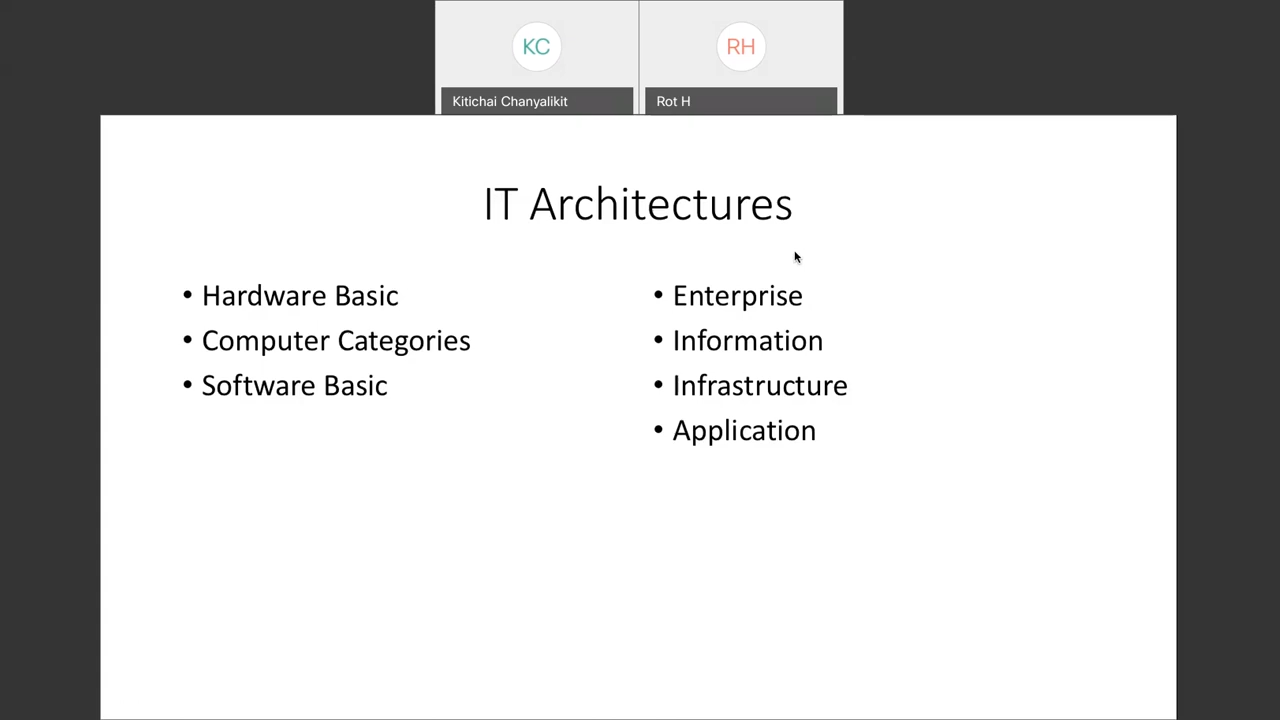 KC
RH
Kitichai Chanyalikit
Rot H
IT Architectures
• Hardware Basic
• Computer Categories
• Software Basic
• Enterprise
• Information
• Infrastructure
• Application